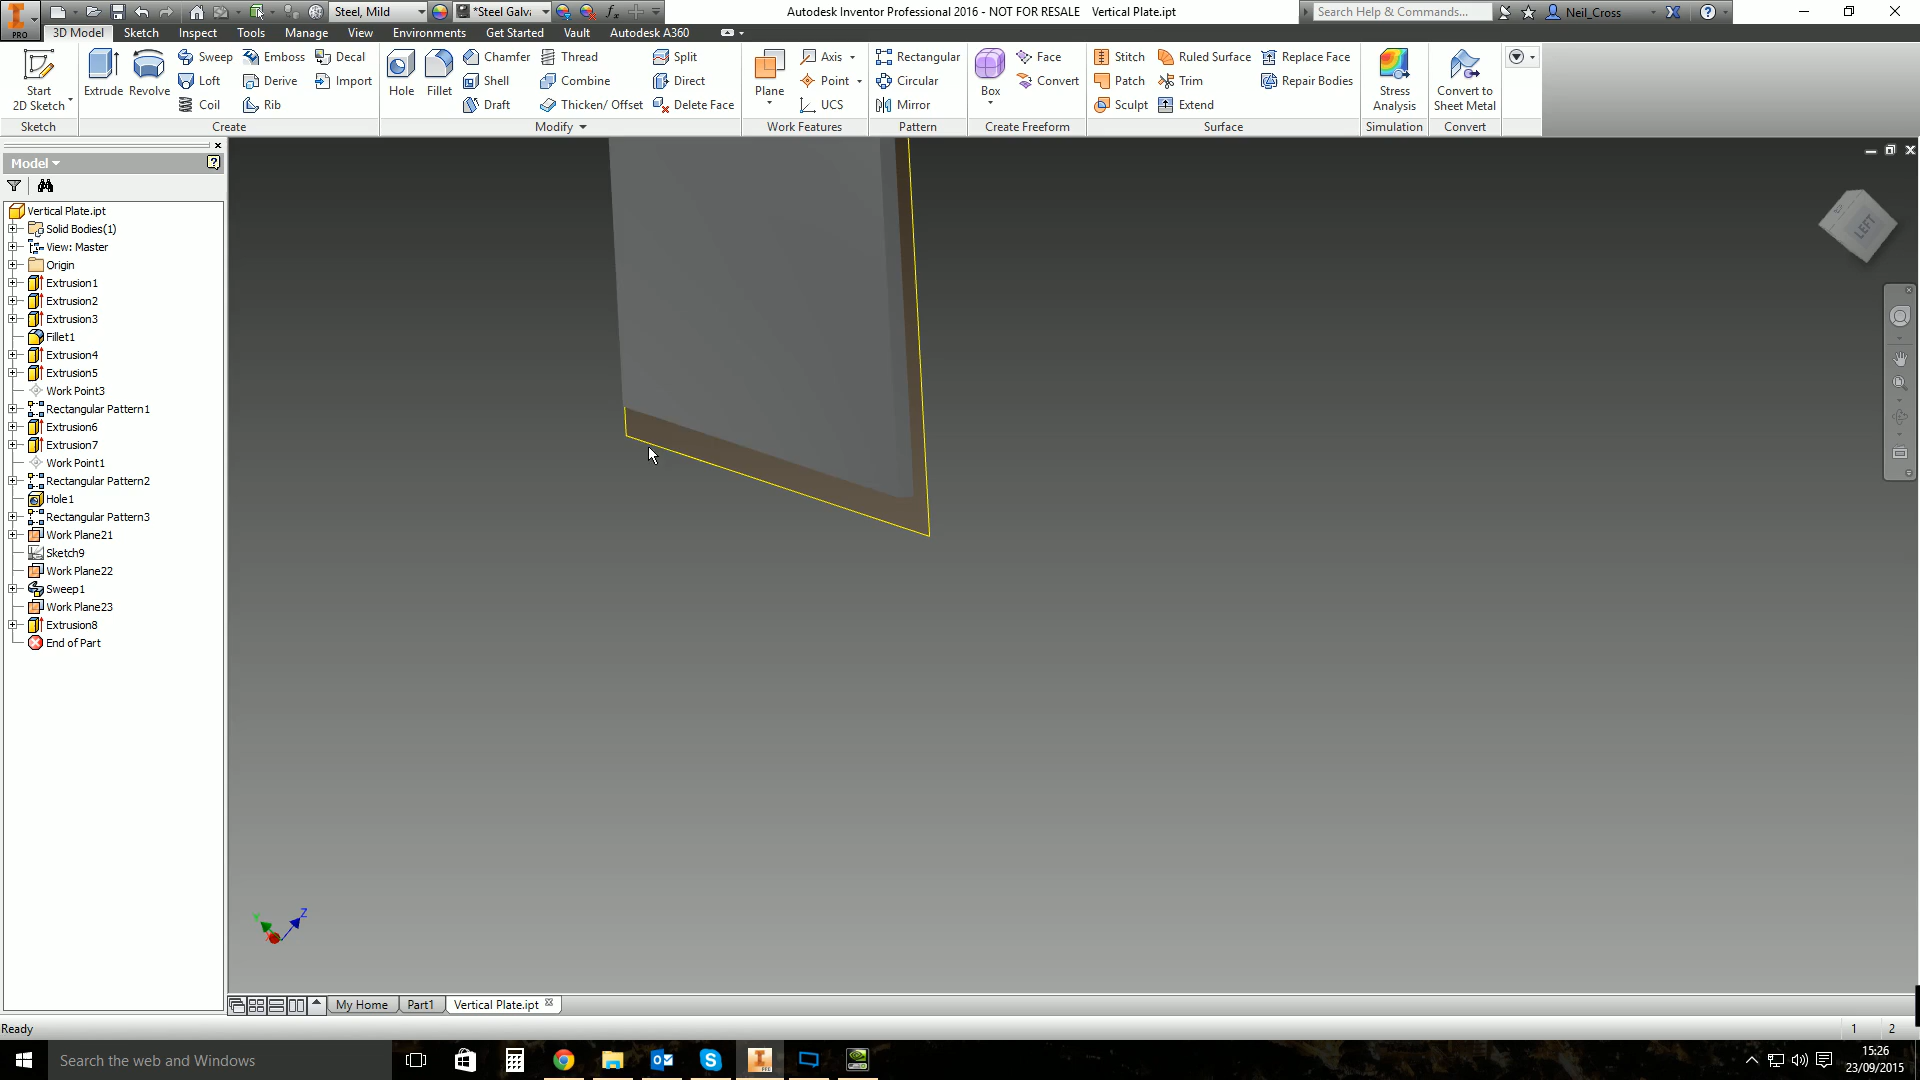 Steel, Mild
*Steel Galv
Autodesk Inventor Professional 2016 - NOT FOR RESALE Vertical Plate.ipt
Search Help & Commands...
Neil_Cross
PRO
3D Model Sketch Inspect Tools Manage View Environments Get Started Vault Autodesk A360
Start
2D Sketch
Extrude
Revolve
Sweep
Emboss
Decal
Loft
Derive
Import
Coil
Rib
Hole
Fillet
Chamfer
Thread
Split
Shell
Combine
Direct
Draft
Thicken/ Offset
Delete Face
Plane
Axis
Point
UCS
Rectangular
Circular
Mirror
Box
Face
Convert
Stitch
Ruled Surface
Replace Face
Patch
Trim
Repair Bodies
Sculpt
Extend
Stress
Analysis
Convert to
Sheet Metal
Sketch
Create
Modify
Work Features
Pattern
Create Freeform
Surface
Simulation
Convert
Model
Vertical Plate.ipt
Solid Bodies(1)
View: Master
Origin
Extrusion1
Extrusion2
Extrusion3
Fillet1
Extrusion4
Extrusion5
Work Point3
Rectangular Pattern1
Extrusion6
Extrusion7
Work Point1
Rectangular Pattern2
Hole1
Rectangular Pattern3
Work Plane21
Sketch9
Work Plane22
Sweep1
Work Plane23
Extrusion8
End of Part
LEFT
Y
Z
My Home
Part1
Vertical Plate.ipt
Ready
1 2
Search the web and Windows
15:26
23/09/2015